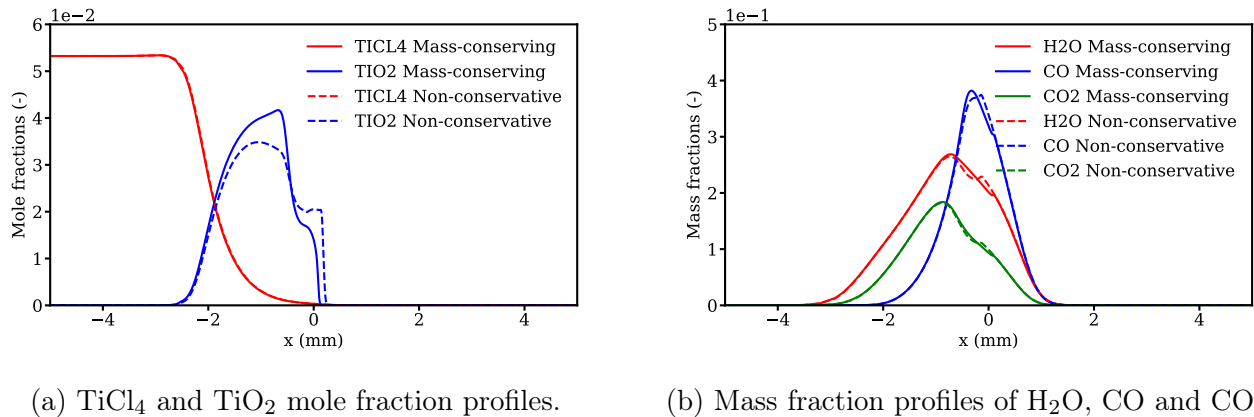 1e−2
6
5
4
3
2
1
0
Mole fractions (-)
−4
−2
0
2
4
x (mm)
TICL4 Mass-conserving
TIO2 Mass-conserving
TICL4 Non-conservative
TIO2 Non-conservative
(a) TiCl₄ and TiO₂ mole fraction profiles.
1e−1
5
4
3
2
1
0
Mass fractions (-)
−4
−2
0
2
4
x (mm)
H2O Mass-conserving
CO Mass-conserving
CO2 Mass-conserving
H2O Non-conservative
CO Non-conservative
CO2 Non-conservative
(b) Mass fraction profiles of H₂O, CO and CO